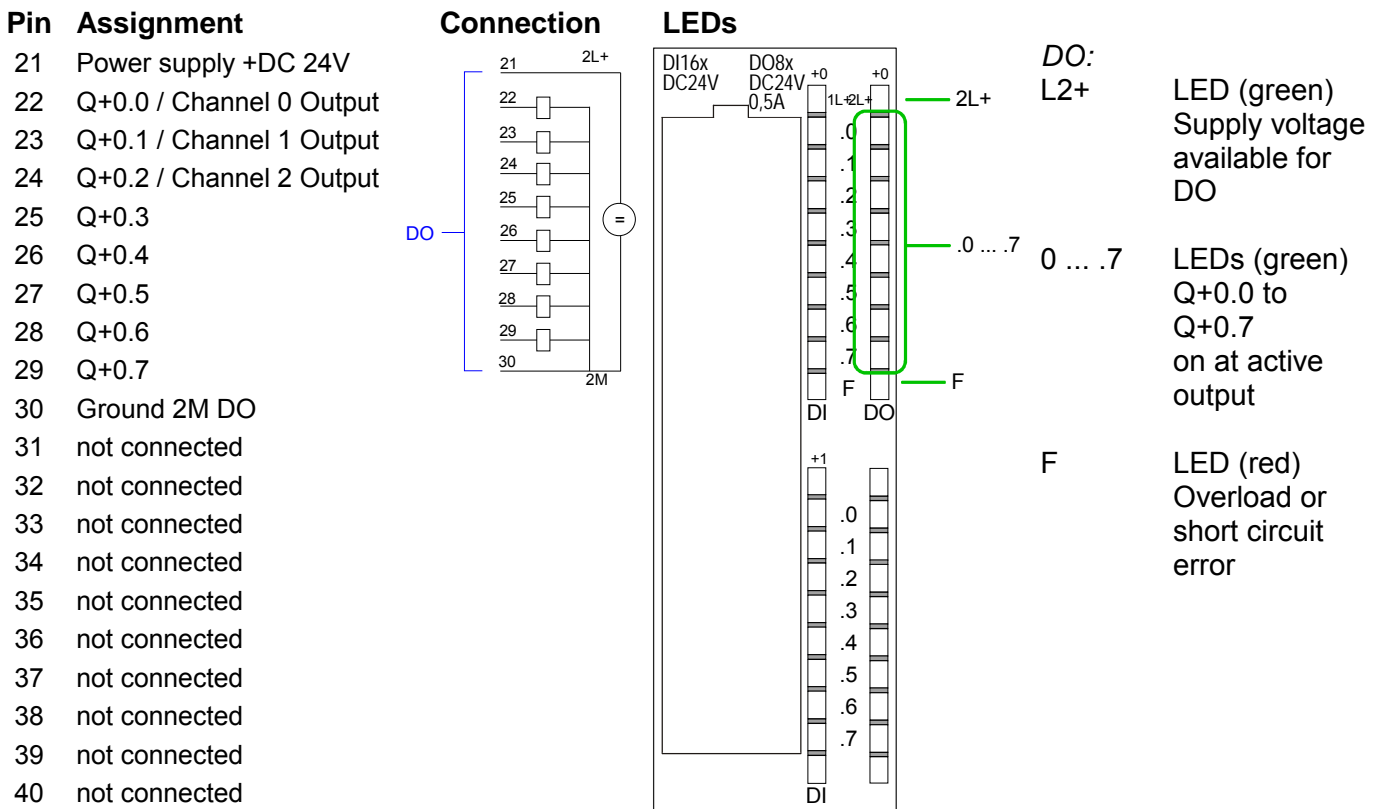 Pin Assignment Connection LEDs
21 Power supply +DC 24V
22 Q+0.0 / Channel 0 Output
23 Q+0.1 / Channel 1 Output
24 Q+0.2 / Channel 2 Output
25 Q+0.3
26 Q+0.4
27 Q+0.5
28 Q+0.6
29 Q+0.7
30 Ground 2M DO
31 not connected
32 not connected
33 not connected
34 not connected
35 not connected
36 not connected
37 not connected
38 not connected
39 not connected
40 not connected
DO
21 2L+
22
23
24
25
=
26
27
28
29
30
2M
DI16x DO8x
DC24V DC24V
0,5A
+0 +0
1L+ 2L+
.0
.1
.2
.3
.4
.5
.6
.7
F
DI DO
2L+
.0 ... .7
F
+1
.0
.1
.2
.3
.4
.5
.6
.7
DI
DO:
L2+ LED (green)
Supply voltage
available for
DO
0 ... .7 LEDs (green)
Q+0.0 to
Q+0.7
on at active
output
F LED (red)
Overload or
short circuit
error